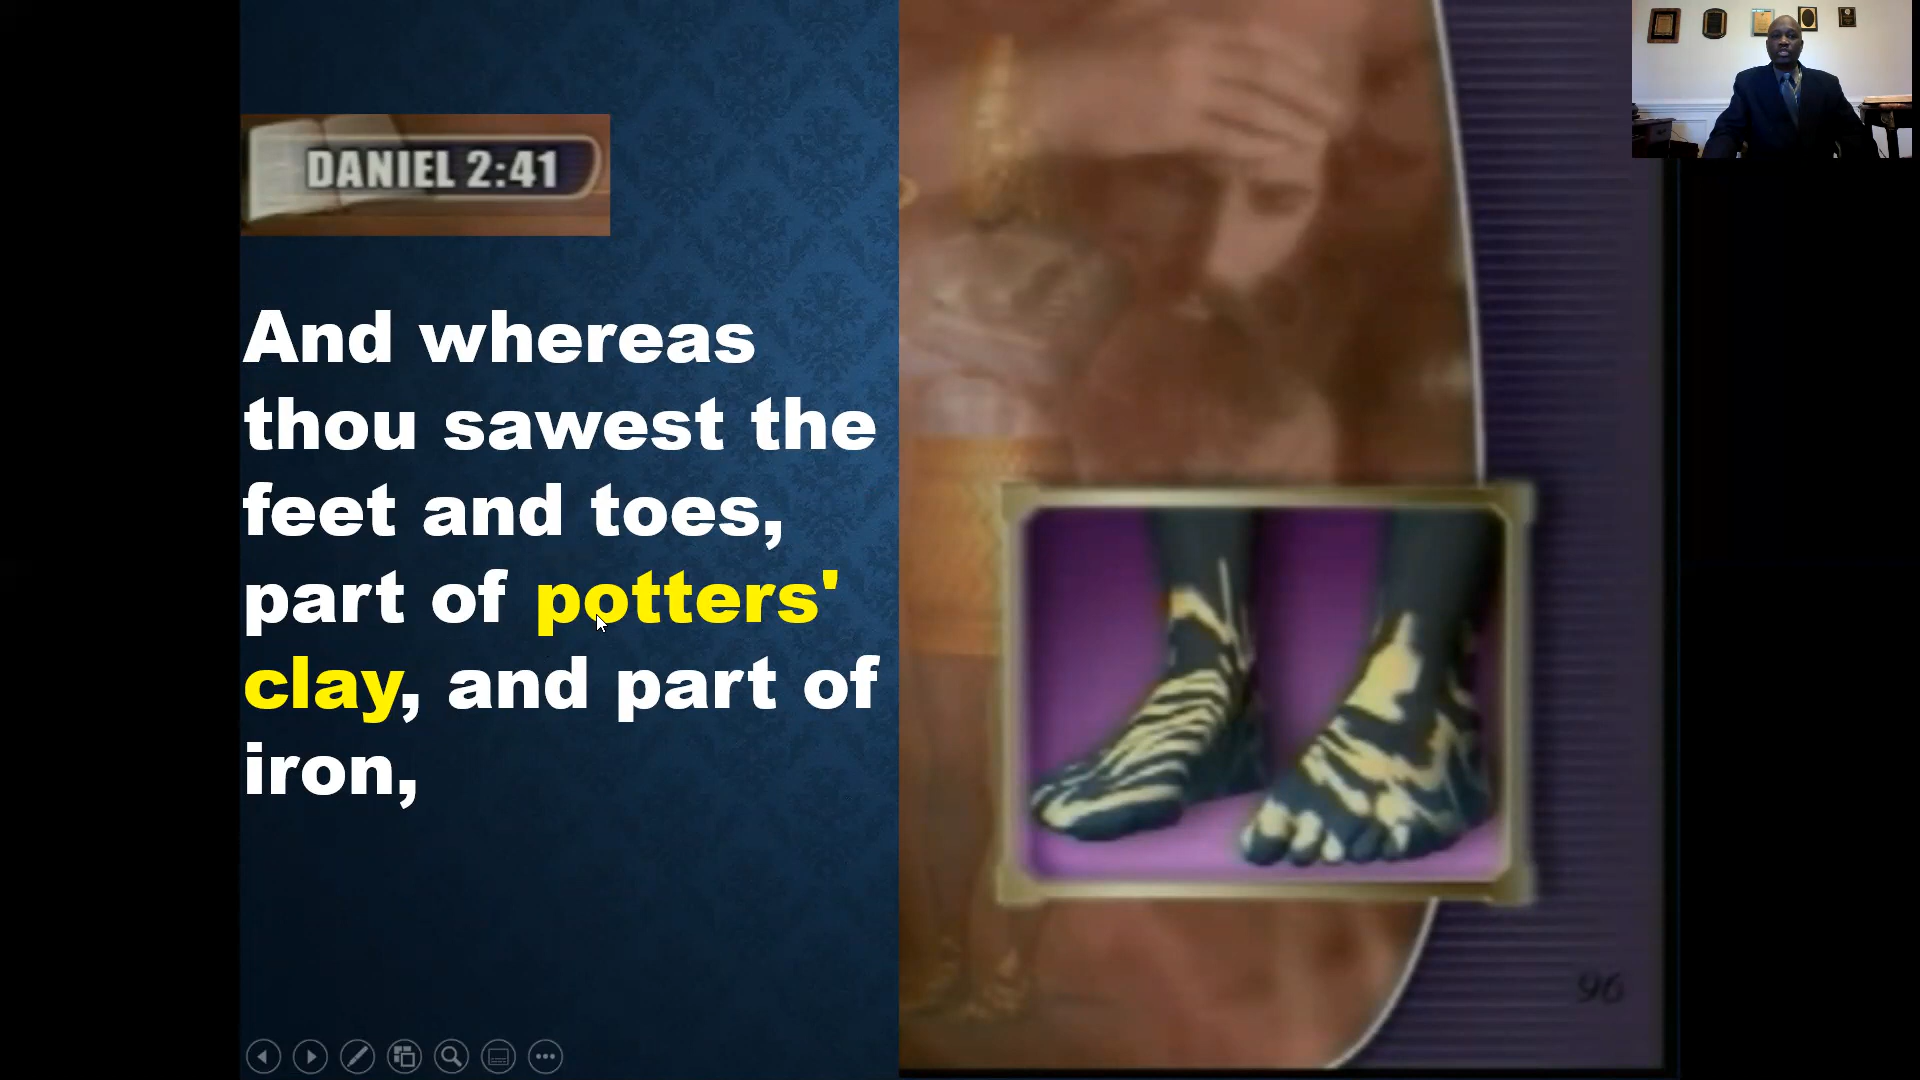 DANIEL 2:41
And whereas
thou sawest the
feet and toes,
part of potters'
clay, and part of
iron,
96